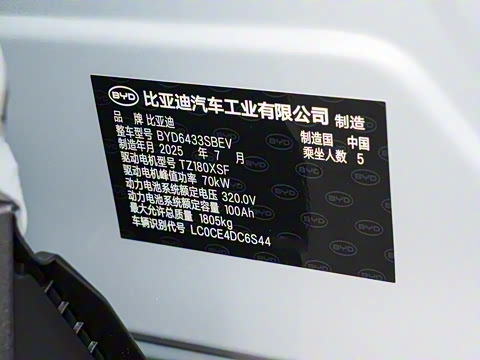 BYD 比亚迪汽车工业有限公司 制造
品 牌 比亚迪
制造国 中国
整车型号 BYD6433SBEV
乘坐人数 5
制造年月 2025 年 7 月
驱动电机型号 TZ180XSF
驱动电机峰值功率 70kW
动力电池系统额定电压 320.0V
动力电池系统额定容量 100Ah
最大允许总质量 1805kg
车辆识别代号 LC0CE4DC6S44